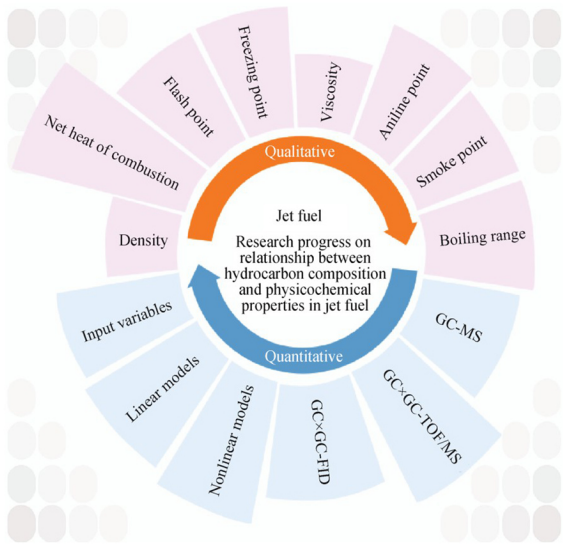 Density
Net heat of combustion
Flash point
Freezing point
Viscosity
Aniline point
Smoke point
Boiling range
Qualitative
Jet fuel
Research progress on
relationship between
hydrocarbon composition
and physicochemical
properties in jet fuel
Quantitative
Input variables
Linear models
Nonlinear models
GC×GC-FID
GC×GC-TOF/MS
GC-MS